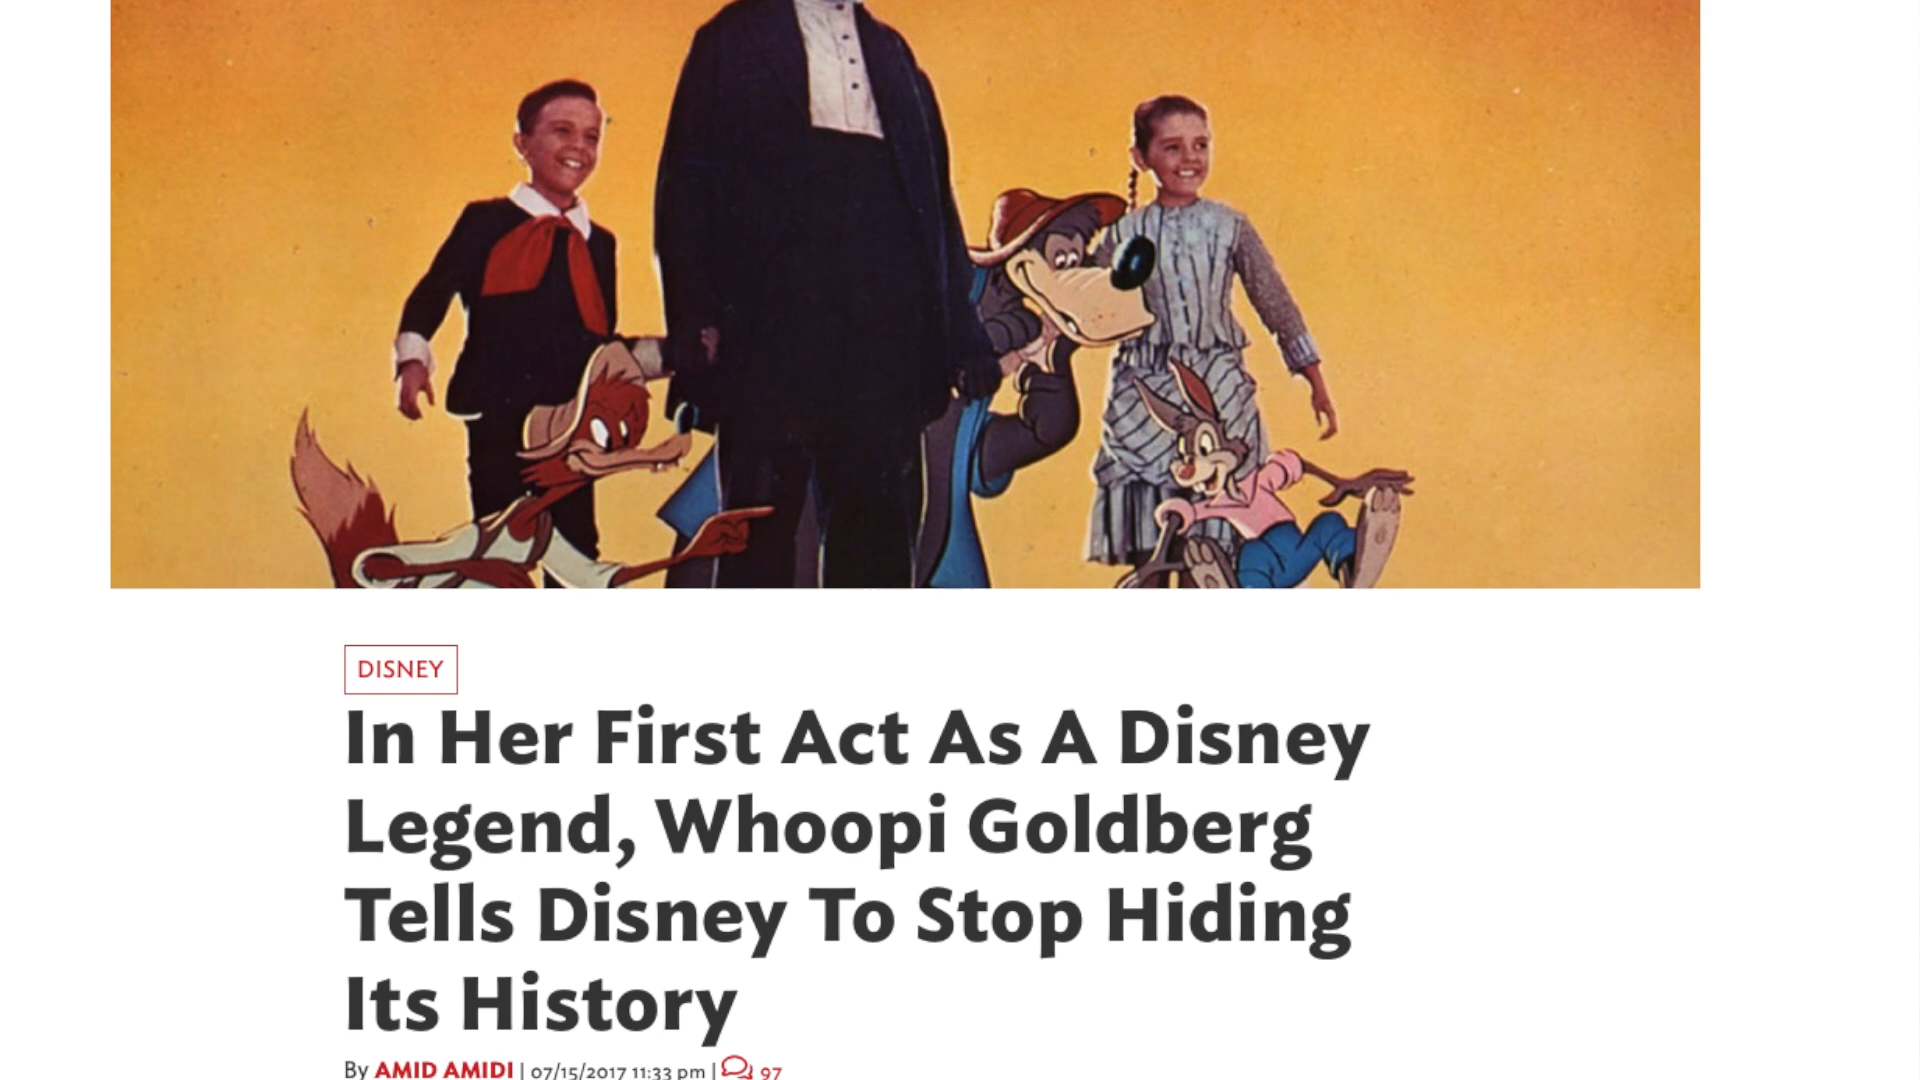 DISNEY
In Her First Act As A Disney
Legend, Whoopi Goldberg
Tells Disney To Stop Hiding
Its History
By AMID AMIDI | 07/15/2017 11:33 pm | 97